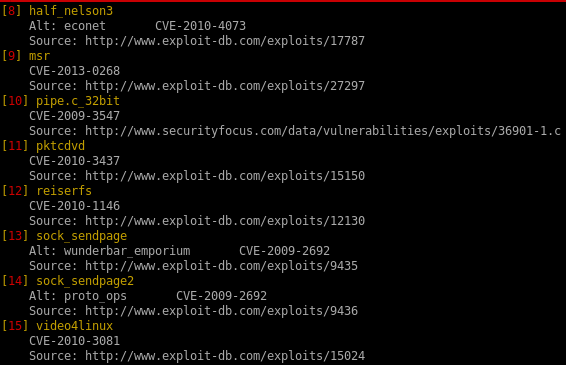 [8] half_nelson3
Alt: econet CVE-2010-4073
Source: http://www.exploit-db.com/exploits/17787
[9] msr
CVE-2013-0268
Source: http://www.exploit-db.com/exploits/27297
[10] pipe.c_32bit
CVE-2009-3547
Source: http://www.securityfocus.com/data/vulnerabilities/exploits/36901-1.c
[11] pktcdvd
CVE-2010-3437
Source: http://www.exploit-db.com/exploits/15150
[12] reiserfs
CVE-2010-1146
Source: http://www.exploit-db.com/exploits/12130
[13] sock_sendpage
Alt: wunderbar_emporium CVE-2009-2692
Source: http://www.exploit-db.com/exploits/9435
[14] sock_sendpage2
Alt: proto_ops CVE-2009-2692
Source: http://www.exploit-db.com/exploits/9436
[15] video4linux
CVE-2010-3081
Source: http://www.exploit-db.com/exploits/15024